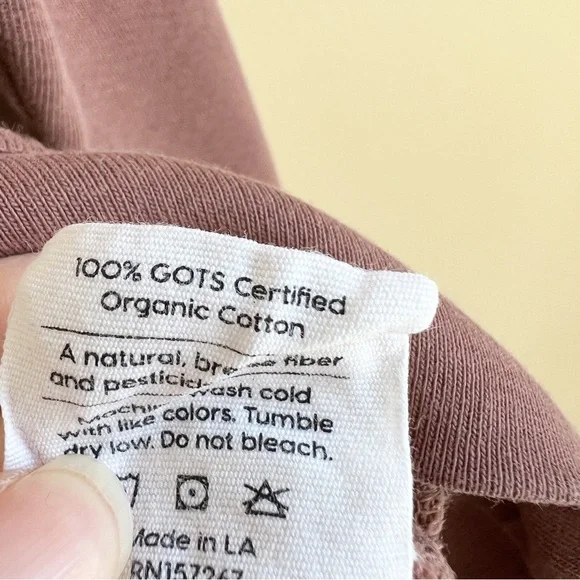 100% GOTS Certified
Organic Cotton
A natural, fiber
and wash cold
with like colors. Tumble
dry low. Do not bleach.
Made in LA